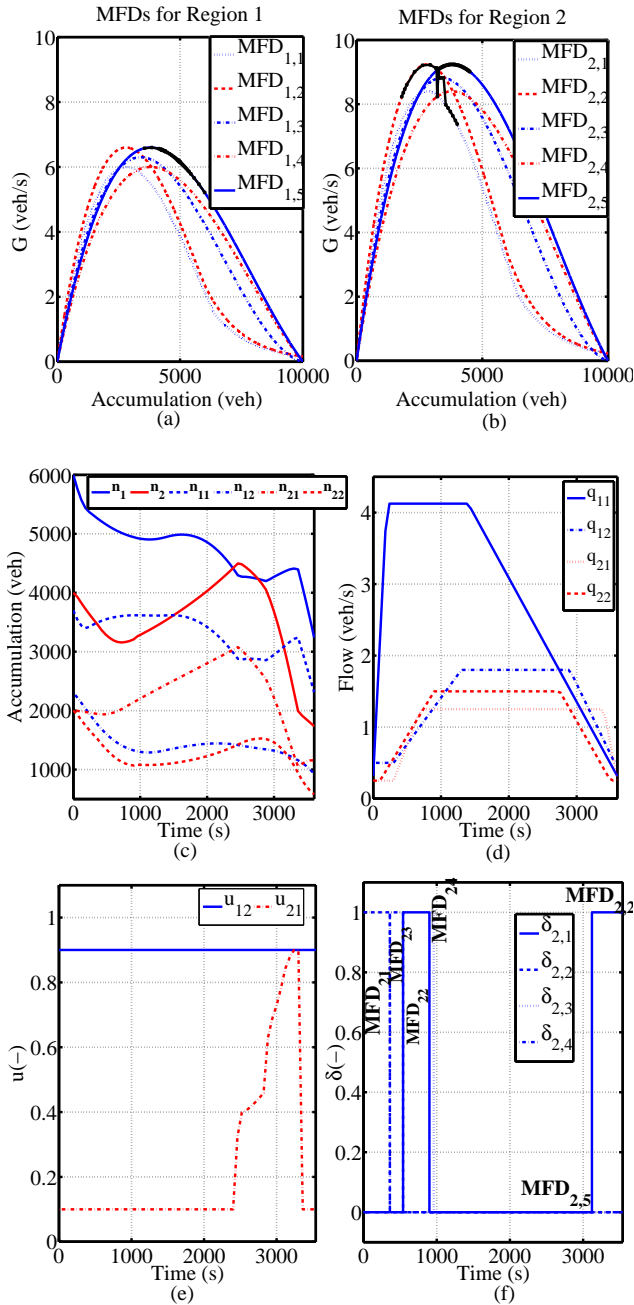 MFDs for Region 1
10
8
6
4
2
0
G (veh/s)
MFD1,1
MFD1,2
MFD1,3
MFD1,4
MFD1,5
0 5000 10000
Accumulation (veh)
(a)
MFDs for Region 2
10
8
6
4
2
0
G (veh/s)
MFD2,1
MFD2,2
MFD2,3
MFD2,4
MFD2,5
0 5000 10000
Accumulation (veh)
(b)
6000
5000
4000
3000
2000
1000
Accumulation (veh)
n1 n2 n11 n12 n21 n22
0 1000 2000 3000
Time (s)
(c)
4
3
2
1
0
Flow (veh/s)
q11
q12
q21
q22
0 1000 2000 3000
Time (s)
(d)
1
0.8
0.6
0.4
0.2
u(−)
u12 u21
0 1000 2000 3000
Time (s)
(e)
1
0.8
0.6
0.4
0.2
0
δ(−)
MFD21
MFD23
MFD22
MFD24
MFD2,2
δ2,1
δ2,2
δ2,3
δ2,4
MFD2,5
0 1000 2000 3000
Time (s)
(f)